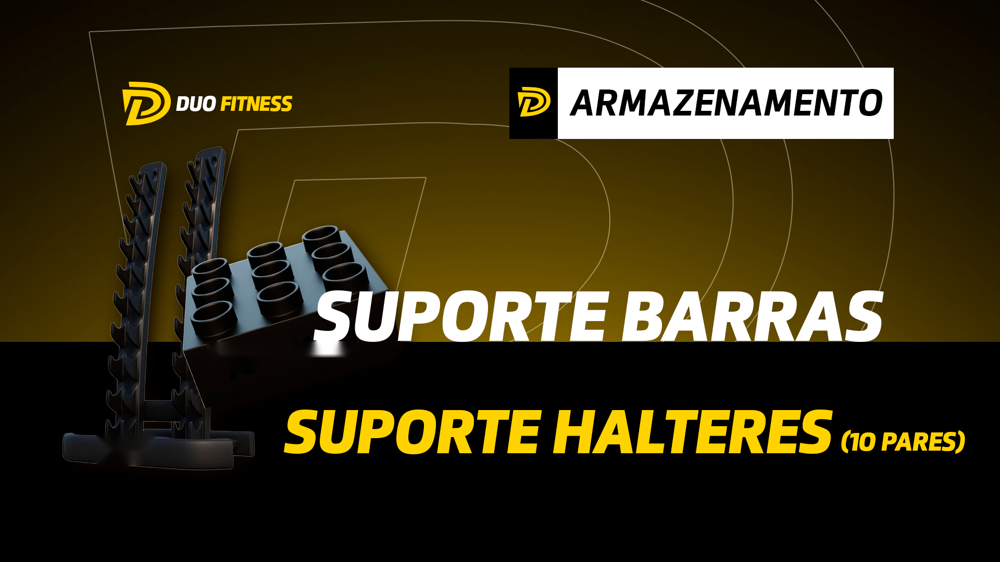 DUO FITNESS
ARMAZENAMENTO
SUPORTE BARRAS
SUPORTE HALTERES (10 PARES)